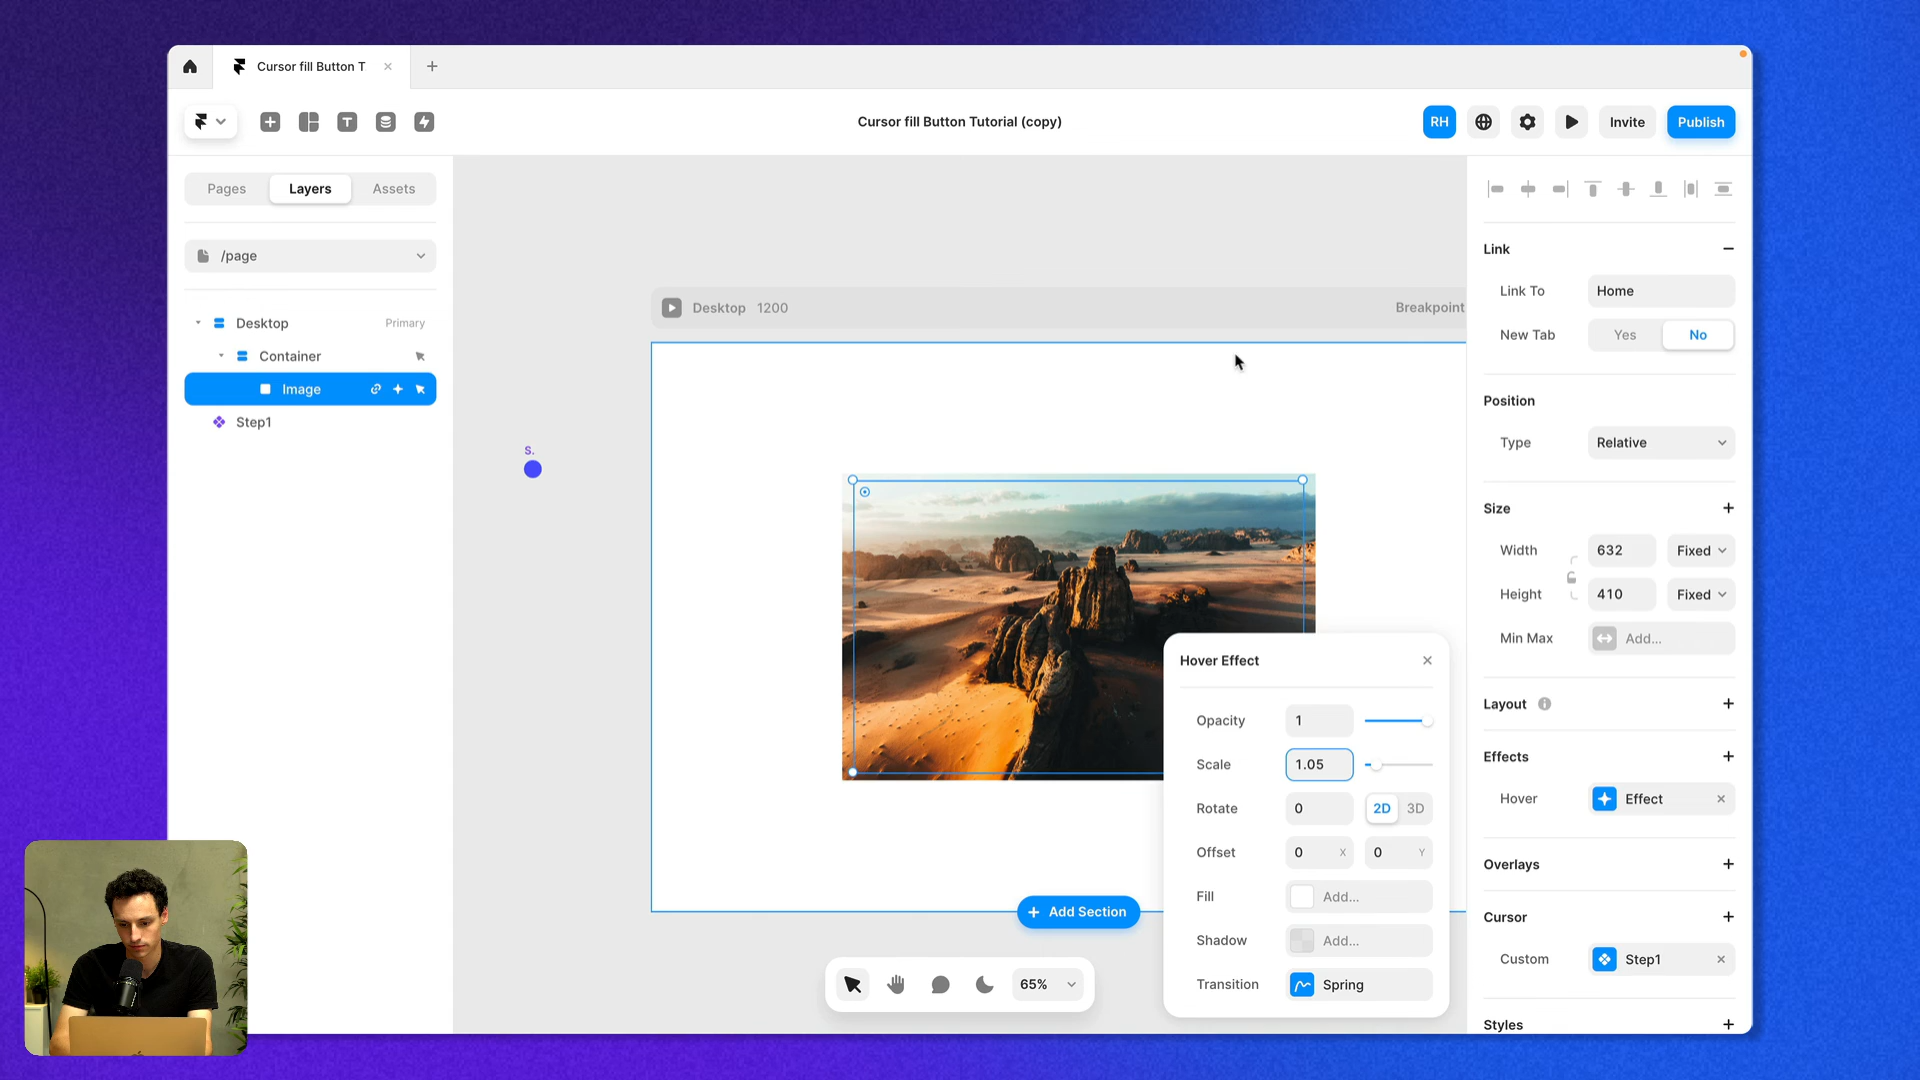 Cursor fill Button T
Cursor fill Button Tutorial (copy)
RH
Invite
Publish
Pages
Layers
Assets
/page
Desktop
Primary
Container
Image
Step1
S.
Desktop 1200
Breakpoint
Add Section
65%
Hover Effect
Opacity
1
Scale
1.05
Rotate
0
2D
3D
Offset
0
X
0
Y
Fill
Add...
Shadow
Add...
Transition
Spring
Link
Link To
Home
New Tab
Yes
No
Position
Type
Relative
Size
Width
632
Fixed
Height
410
Fixed
Min Max
Add...
Layout
Effects
Hover
Effect
Overlays
Cursor
Custom
Step1
Styles